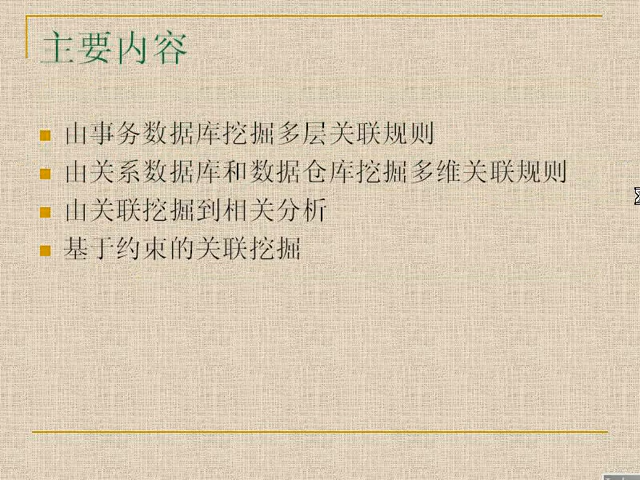 主要内容
由事务数据库挖掘多层关联规则
由关系数据库和数据仓库挖掘多维关联规则
由关联挖掘到相关分析
基于约束的关联挖掘